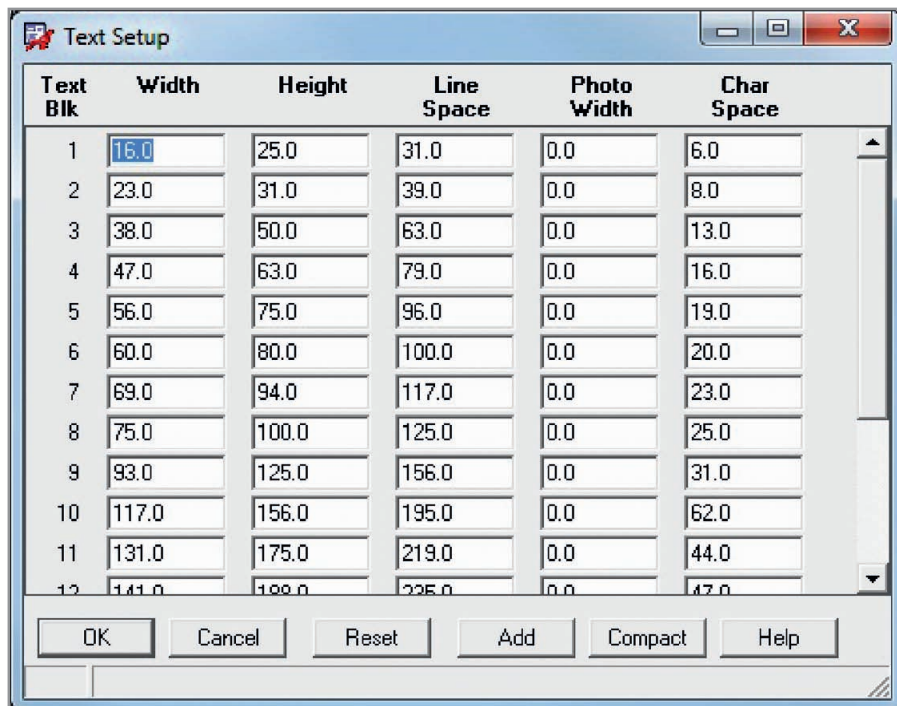 Text Setup
Text Blk Width Height Line Space Photo Width Char Space
1 16.0 25.0 31.0 0.0 6.0
2 23.0 31.0 39.0 0.0 8.0
3 38.0 50.0 63.0 0.0 13.0
4 47.0 63.0 79.0 0.0 16.0
5 56.0 75.0 96.0 0.0 19.0
6 60.0 80.0 100.0 0.0 20.0
7 69.0 94.0 117.0 0.0 23.0
8 75.0 100.0 125.0 0.0 25.0
9 93.0 125.0 156.0 0.0 31.0
10 117.0 156.0 195.0 0.0 62.0
11 131.0 175.0 219.0 0.0 44.0
12 141.0 0.0 47.0
OK Cancel Reset Add Compact Help